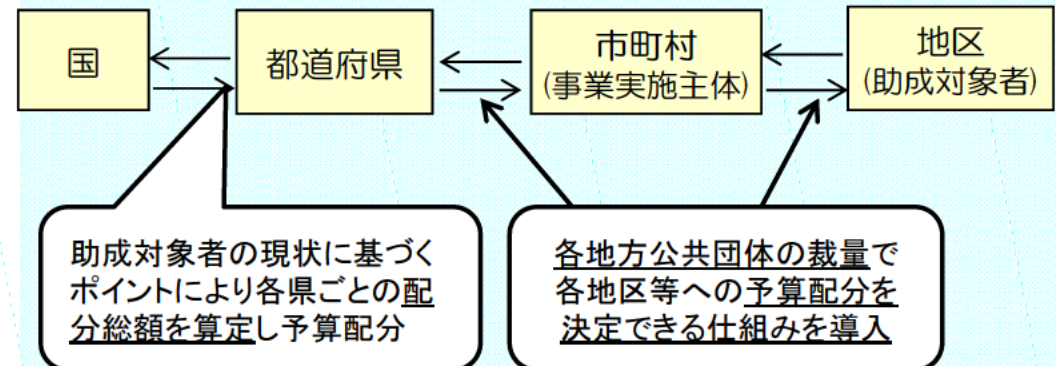 国
都道府県
市町村
(事業実施主体)
地区
(助成対象者)
助成対象者の現状に基づく
ポイントにより各県ごとの配
分総額を算定し予算配分
各地方公共団体の裁量で
各地区等への予算配分を
決定できる仕組みを導入